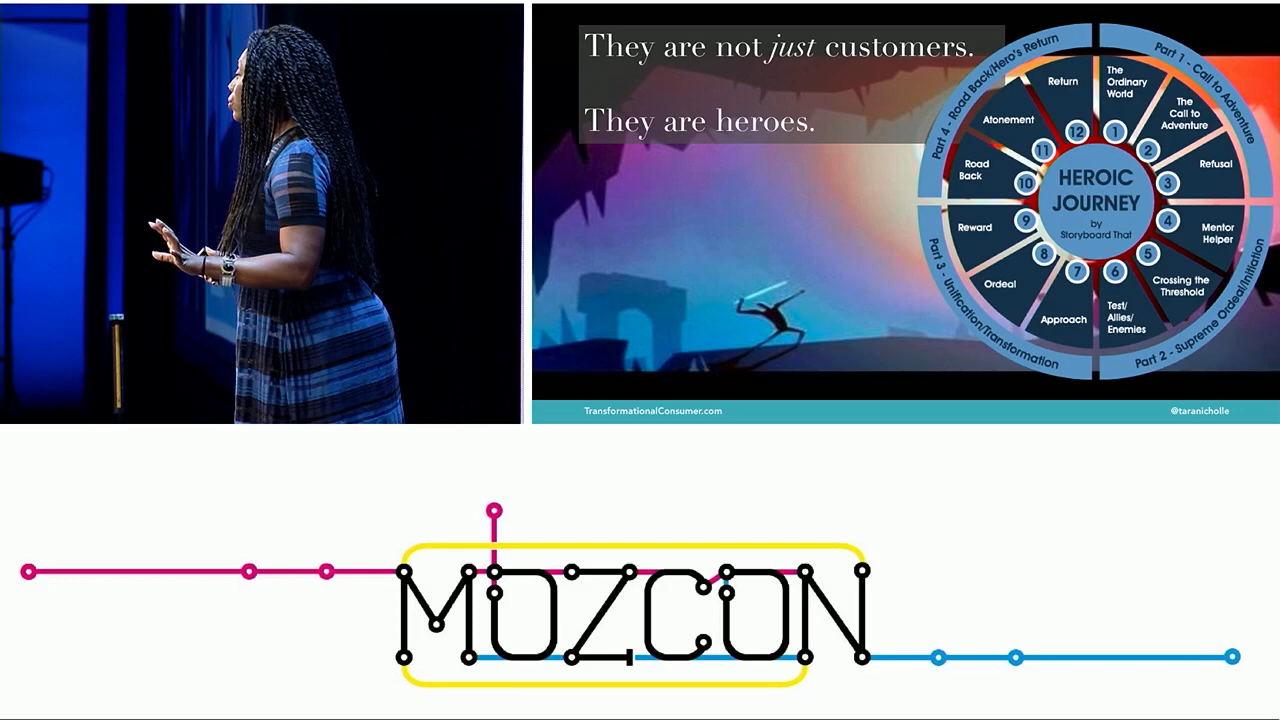 They are not just customers.
They are heroes.
Part 4 - Road Back/Hero's Return
Part 1 - Call to Adventure
Part 2 - Supreme Ordeal/Initiation
Part 3 - Unification/Transformation
The
Ordinary
World
The
Call to
Adventure
Refusal
Mentor
Helper
Crossing the
Threshold
Test/
Allies/
Enemies
Approach
Ordeal
Reward
Road
Back
Atonement
Return
1
2
3
4
5
6
7
8
9
10
11
12
HEROIC
JOURNEY
by
Storyboard That
TransformationalConsumer.com
@taranicholle
MOZCON